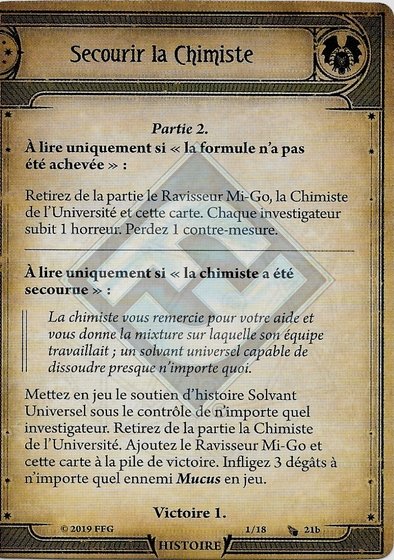 Secourir la Chimiste
Partie 2.
À lire uniquement si « la formule n'a pas
été achevée » :
Retirez de la partie le Ravisseur Mi-Go, la Chimiste
de l'Université et cette carte. Chaque investigateur
subit 1 horreur. Perdez 1 contre-mesure.
À lire uniquement si « la chimiste a été
secourue » :
La chimiste vous remercie pour votre aide et
vous donne la mixture sur laquelle son équipe
travaillait ; un solvant universel capable de
dissoudre presque n'importe quoi.
Mettez en jeu le soutien d'histoire Solvant
Universel sous le contrôle de n'importe quel
investigateur. Retirez de la partie la Chimiste
de l'Université. Ajoutez le Ravisseur Mi-Go et
cette carte à la pile de victoire. Infligez 3 dégâts à
n'importe quel ennemi Mucus en jeu.
Victoire 1.
© 2019 FFG 1/18 21b
HISTOIRE